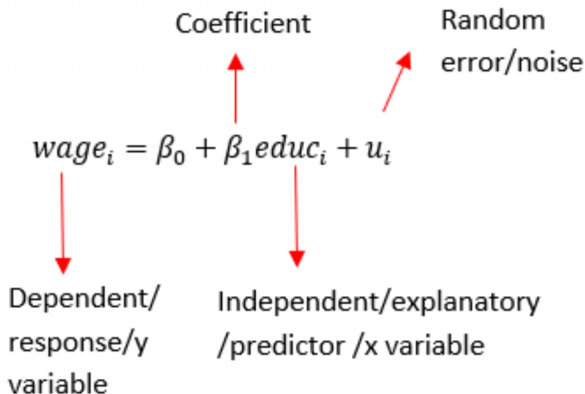 Coefficient
Random
error/noise
wageᵢ = β₀ + β₁educᵢ + uᵢ
Dependent/
response/y
variable
Independent/explanatory
/predictor /x variable